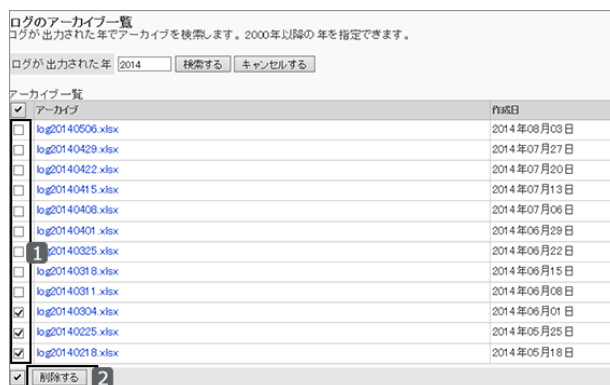 ログのアーカイブ一覧
ログが出力された年でアーカイブを検索します。2000年以降の年を指定できます。
ログが出力された年 2014 検索する キャンセルする
アーカイブ一覧
アーカイブ 作成日
log20140506.xlsx 2014年08月03日
log20140429.xlsx 2014年07月27日
log20140422.xlsx 2014年07月20日
log20140415.xlsx 2014年07月13日
log20140408.xlsx 2014年07月06日
log20140401.xlsx 2014年06月29日
1 log20140325.xlsx 2014年06月22日
log20140318.xlsx 2014年06月15日
log20140311.xlsx 2014年06月08日
log20140304.xlsx 2014年06月01日
log20140225.xlsx 2014年05月25日
log20140218.xlsx 2014年05月18日
削除する 2